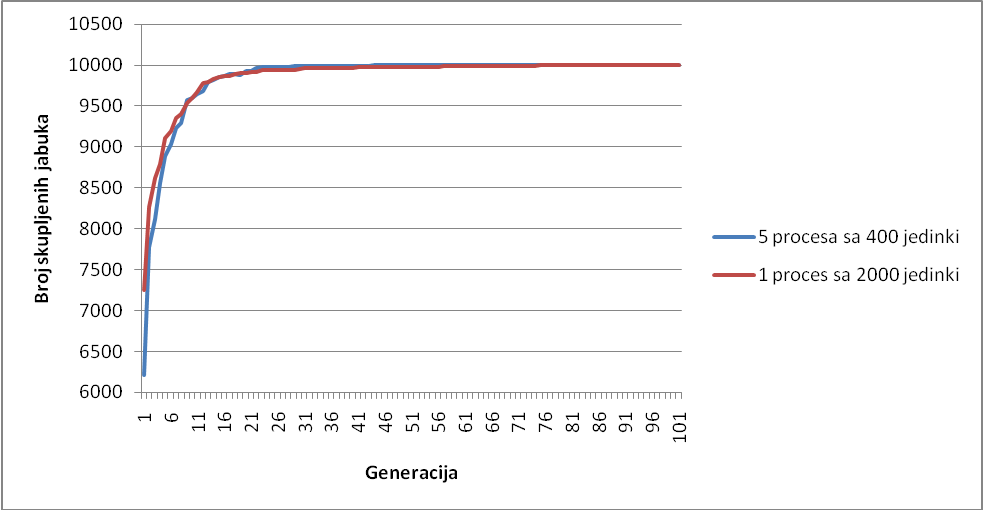 10500
10000
9500
9000
8500
8000
7500
7000
6500
6000
Broj skupljenih jabuka
1 6 11 16 21 26 31 36 41 46 51 56 61 66 71 76 81 86 91 96 101
Generacija
5 procesa sa 400 jedinki
1 proces sa 2000 jedinki